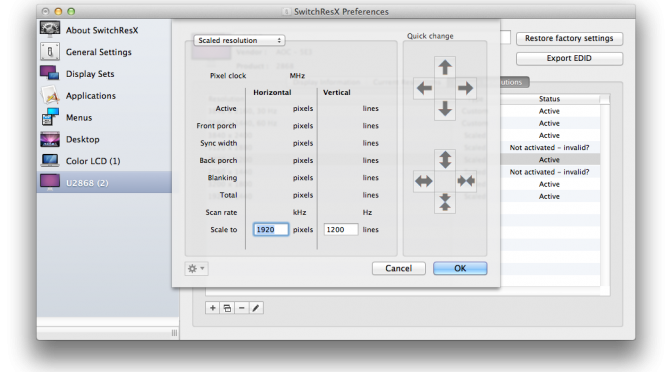 SwitchResX Preferences
About SwitchResX
General Settings
Display Sets
Applications
Menus
Desktop
Color LCD (1)
U2868 (2)
Scaled resolution
Quick change
Pixel clock MHz
Horizontal Vertical
Active pixels lines
Front porch pixels lines
Sync width pixels lines
Back porch pixels lines
Blanking pixels lines
Total pixels lines
Scan rate kHz Hz
Scale to 1920 pixels 1200 lines
Cancel OK
Restore factory settings
Export EDID
utions
Status
Active
Active
Active
Not activated – invalid?
Active
Not activated – invalid?
Active
Active